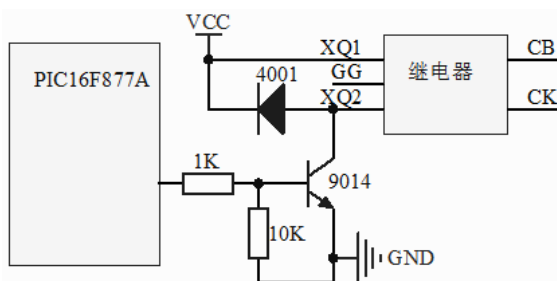 VCC
XQ1
CB
PIC16F877A
4001
GG
继电器
XQ2
CK
1K
9014
10K
GND